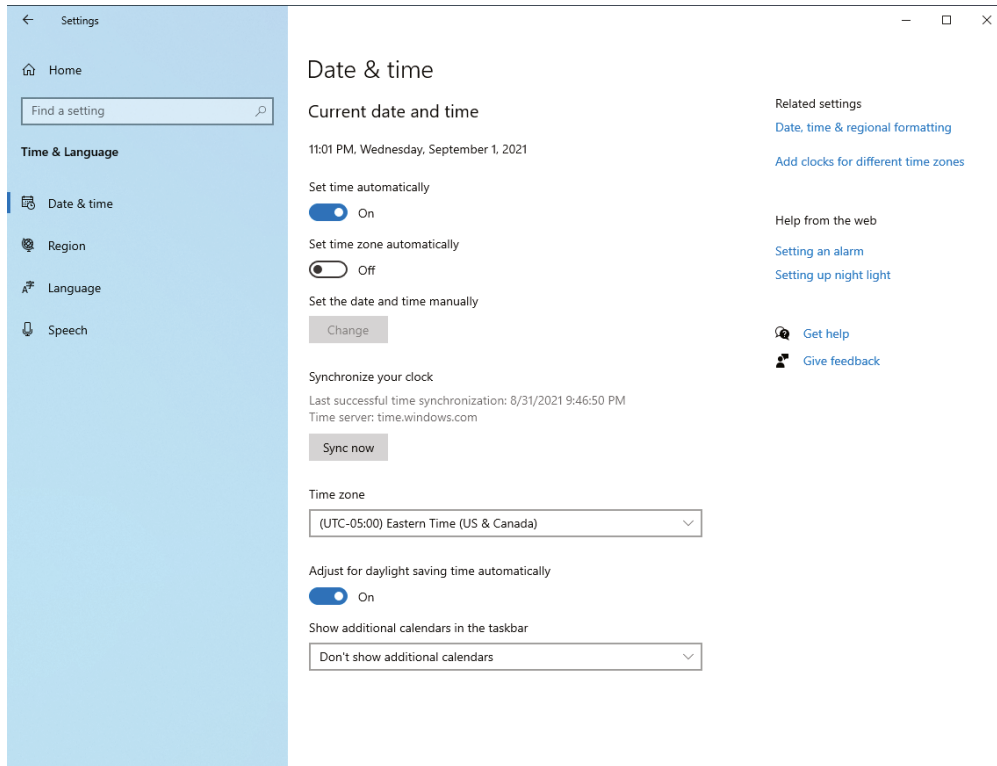 Settings
Home
Find a setting
Time & Language
Date & time
Region
Language
Speech
Date & time
Current date and time
11:01 PM, Wednesday, September 1, 2021
Set time automatically
On
Set time zone automatically
Off
Set the date and time manually
Change
Synchronize your clock
Last successful time synchronization: 8/31/2021 9:46:50 PM
Time server: time.windows.com
Sync now
Time zone
(UTC-05:00) Eastern Time (US & Canada)
Adjust for daylight saving time automatically
On
Show additional calendars in the taskbar
Don't show additional calendars
Related settings
Date, time & regional formatting
Add clocks for different time zones
Help from the web
Setting an alarm
Setting up night light
Get help
Give feedback